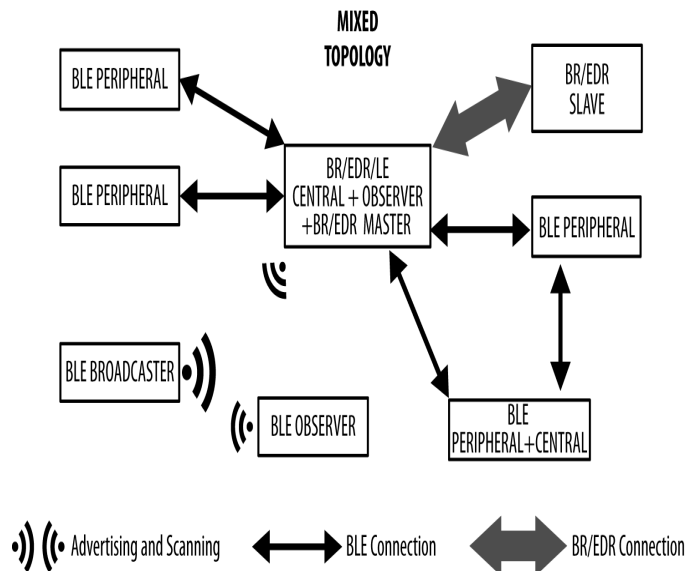 MIXED
TOPOLOGY
BLE PERIPHERAL
BR/EDR
SLAVE
BLE PERIPHERAL
BR/EDR/LE
CENTRAL + OBSERVER
+BR/EDR MASTER
BLE PERIPHERAL
BLE BROADCASTER
BLE OBSERVER
BLE
PERIPHERAL+CENTRAL
Advertising and Scanning
BLE Connection
BR/EDR Connection